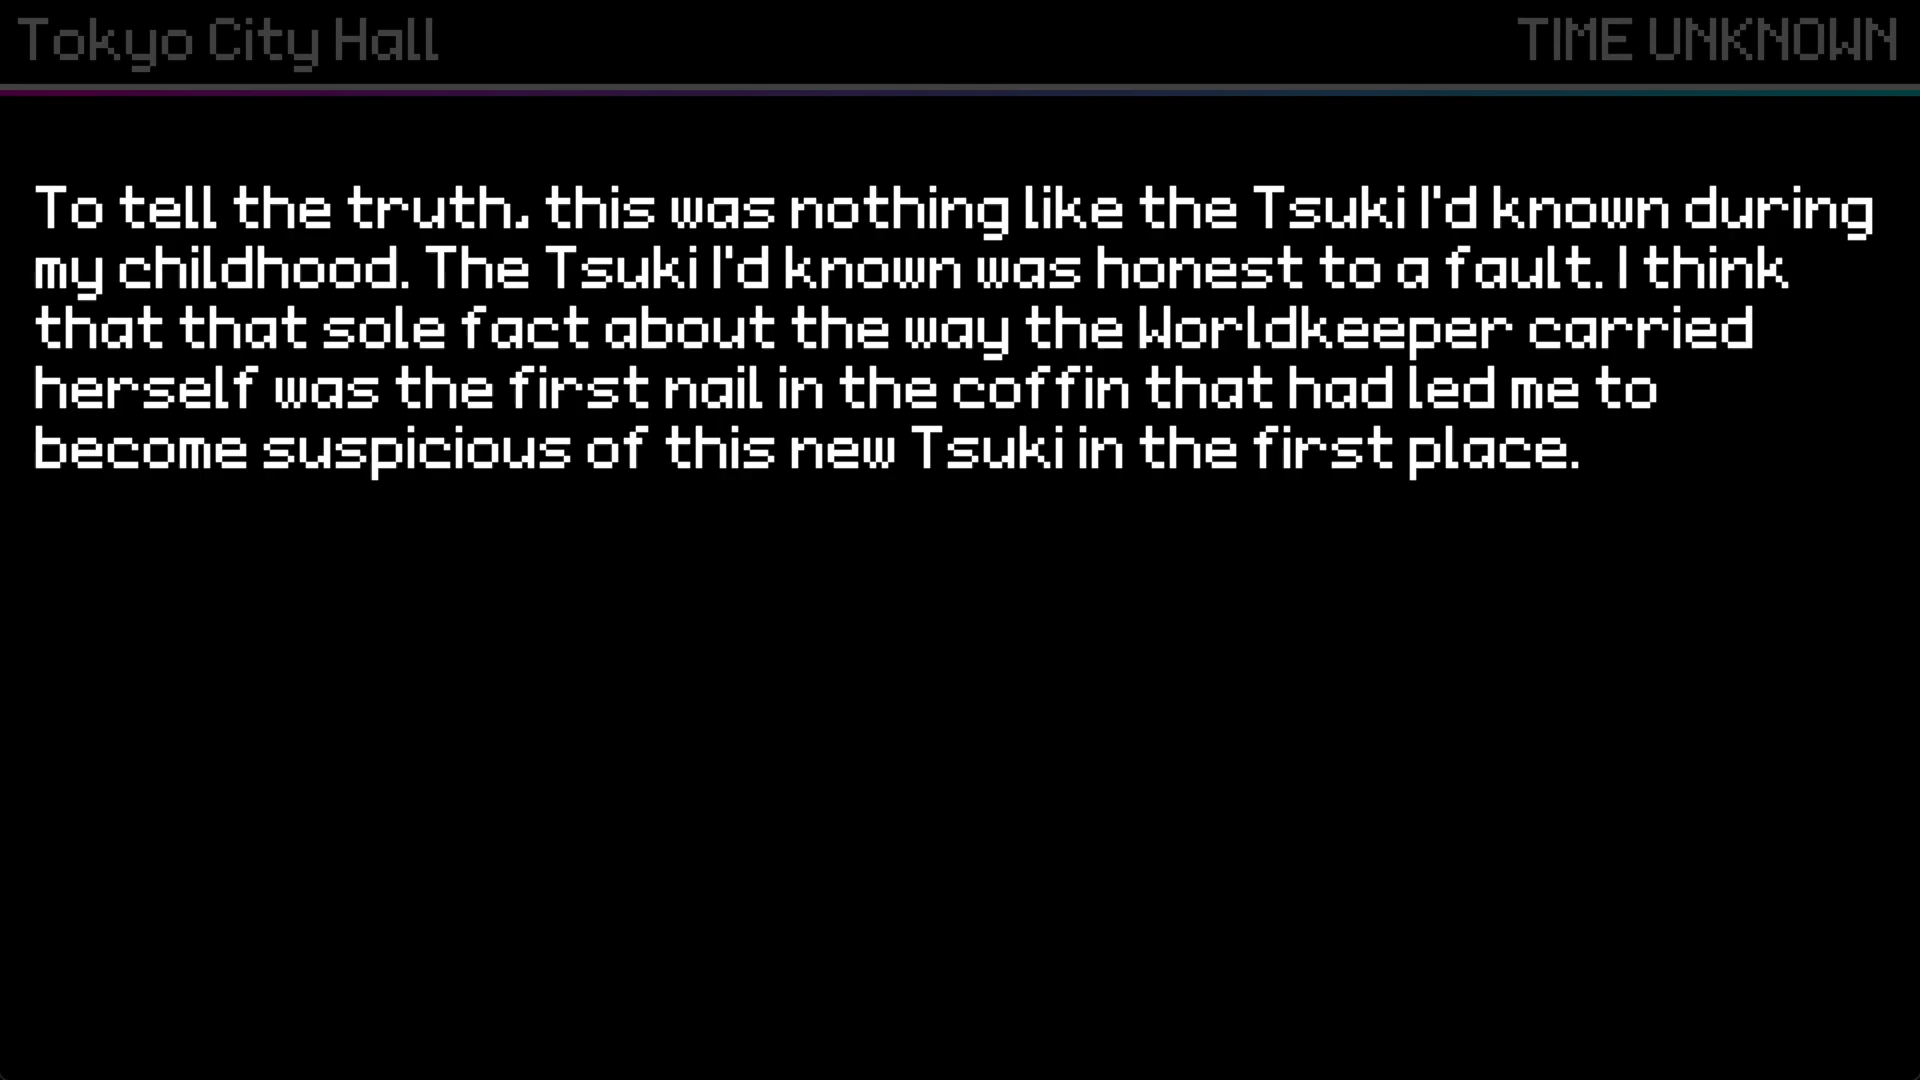 Tokyo City Hall
TIME UNKNOWN
To tell the truth, this was nothing like the Tsuki I'd known during
my childhood. The Tsuki I'd known was honest to a fault. I think
that that sole fact about the way the Worldkeeper carried
herself was the first nail in the coffin that had led me to
become suspicious of this new Tsuki in the first place.